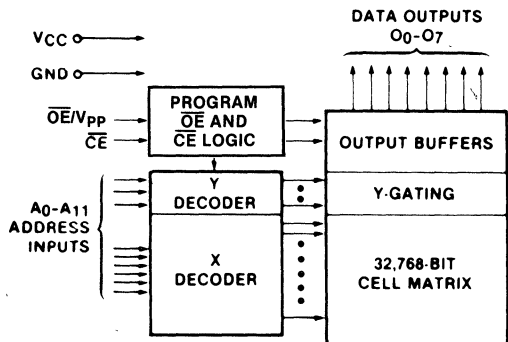 DATA OUTPUTS
O0-O7
VCC
GND
OE/VPP
CE
PROGRAM
OE AND
CE LOGIC
OUTPUT BUFFERS
Y
DECODER
Y-GATING
A0-A11
ADDRESS
INPUTS
X
DECODER
32,768-BIT
CELL MATRIX